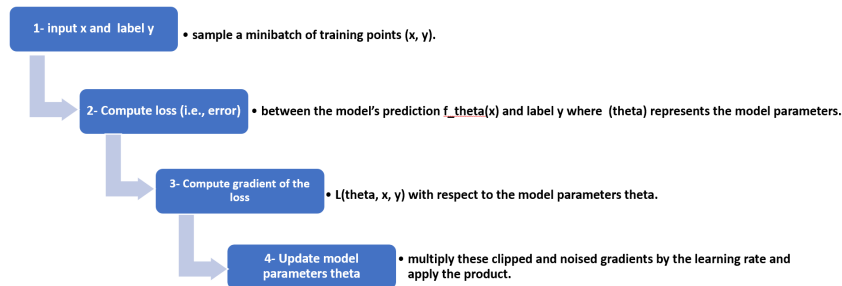 1- input x and  label y
• sample a minibatch of training points (x, y).
2- Compute loss (i.e., error)
• between the model's prediction f_theta(x) and label y where  (theta) represents the model parameters.
3- Compute gradient of the
loss
• L(theta, x, y) with respect to the model parameters theta.
4- Update model
parameters theta
• multiply these clipped and noised gradients by the learning rate and
apply the product.